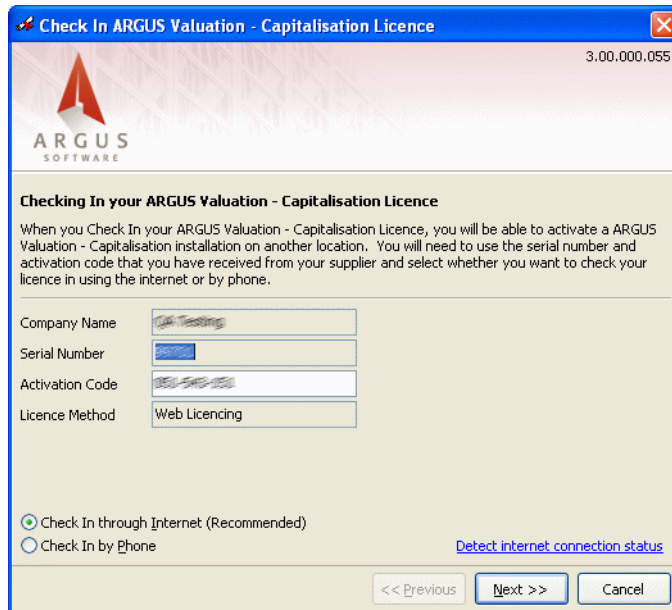 Check In ARGUS Valuation - Capitalisation Licence
3.00.000.055
ARGUS
SOFTWARE
Checking In your ARGUS Valuation - Capitalisation Licence
When you Check In your ARGUS Valuation - Capitalisation Licence, you will be able to activate a ARGUS
Valuation - Capitalisation installation on another location. You will need to use the serial number and
activation code that you have received from your supplier and select whether you want to check your
licence in using the internet or by phone.
Company Name
Serial Number
Activation Code
Licence Method Web Licencing
Check In through Internet (Recommended)
Check In by Phone
Detect internet connection status
<< Previous Next >> Cancel